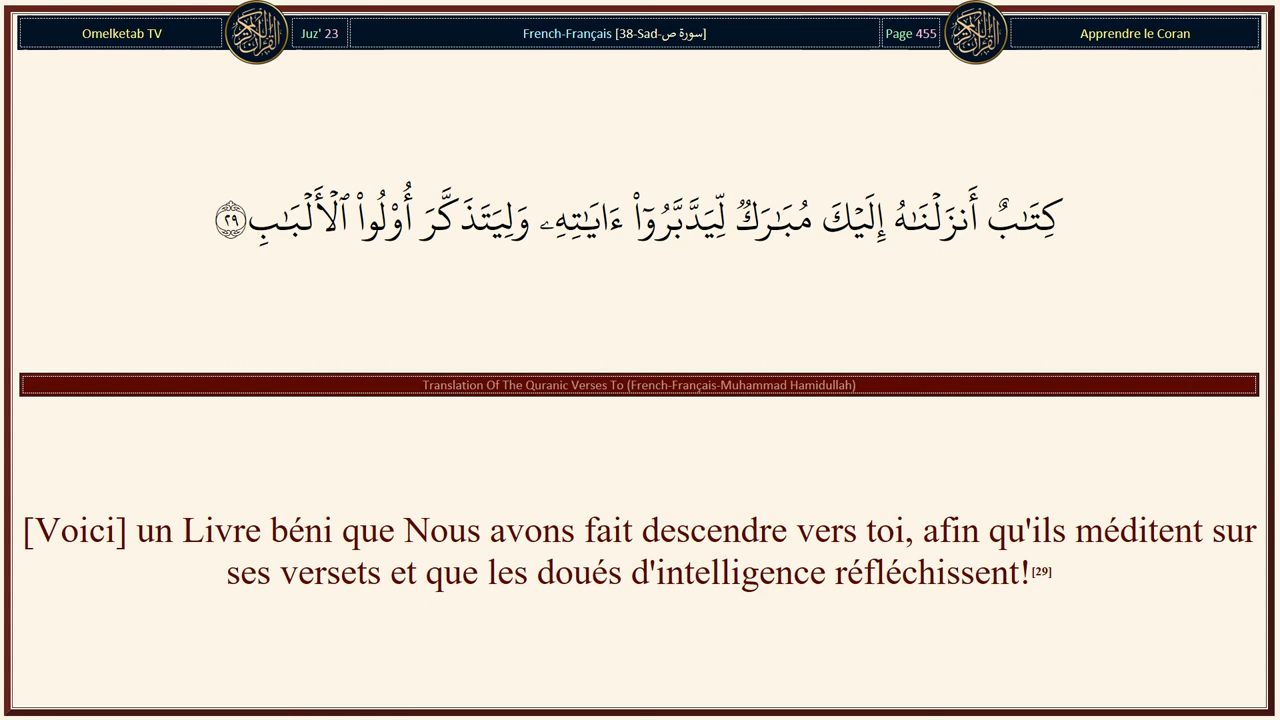 Omelketab TV
Juz' 23
French-Français [38-Sad-سورة ص]
Page 455
Apprendre le Coran
كِتَـٰبٌ أَنزَلْنَـٰهُ إِلَيْكَ مُبَـٰرَكٌ لِّيَدَّبَّرُوٓا۟ ءَايَـٰتِهِۦ وَلِيَتَذَكَّرَ أُو۟لُوا۟ ٱلْأَلْبَـٰبِ ٢٩
Translation Of The Quranic Verses To (French-Français-Muhammad Hamidullah)
[Voici] un Livre béni que Nous avons fait descendre vers toi, afin qu'ils méditent sur
ses versets et que les doués d'intelligence réfléchissent![29]